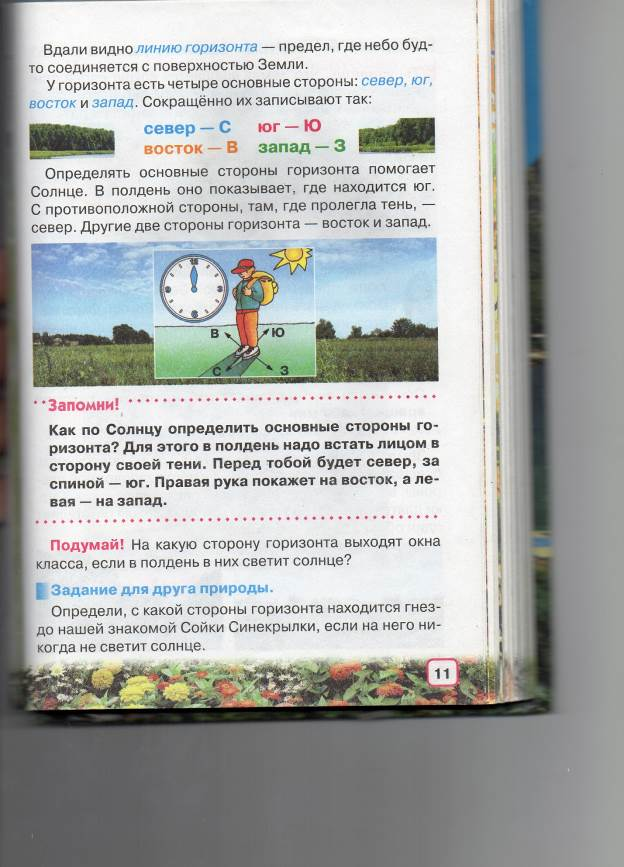 Вдали видно линию горизонта — предел, где небо буд-
то соединяется с поверхностью Земли.
У горизонта есть четыре основные стороны: север, юг,
восток и запад. Сокращённо их записывают так:
север — С юг — Ю
восток — В запад — З
Определять основные стороны горизонта помогает
Солнце. В полдень оно показывает, где находится юг.
С противоположной стороны, там, где пролегла тень, —
север. Другие две стороны горизонта — восток и запад.
12
9 3
6
В Ю
С З
Запомни!
Как по Солнцу определить основные стороны го-
ризонта? Для этого в полдень надо встать лицом в
сторону своей тени. Перед тобой будет север, за
спиной — юг. Правая рука покажет на восток, а ле-
вая — на запад.
Подумай! На какую сторону горизонта выходят окна
класса, если в полдень в них светит солнце?
Задание для друга природы.
Определи, с какой стороны горизонта находится гнез-
до нашей знакомой Сойки Синекрылки, если на него ни-
когда не светит солнце.
11